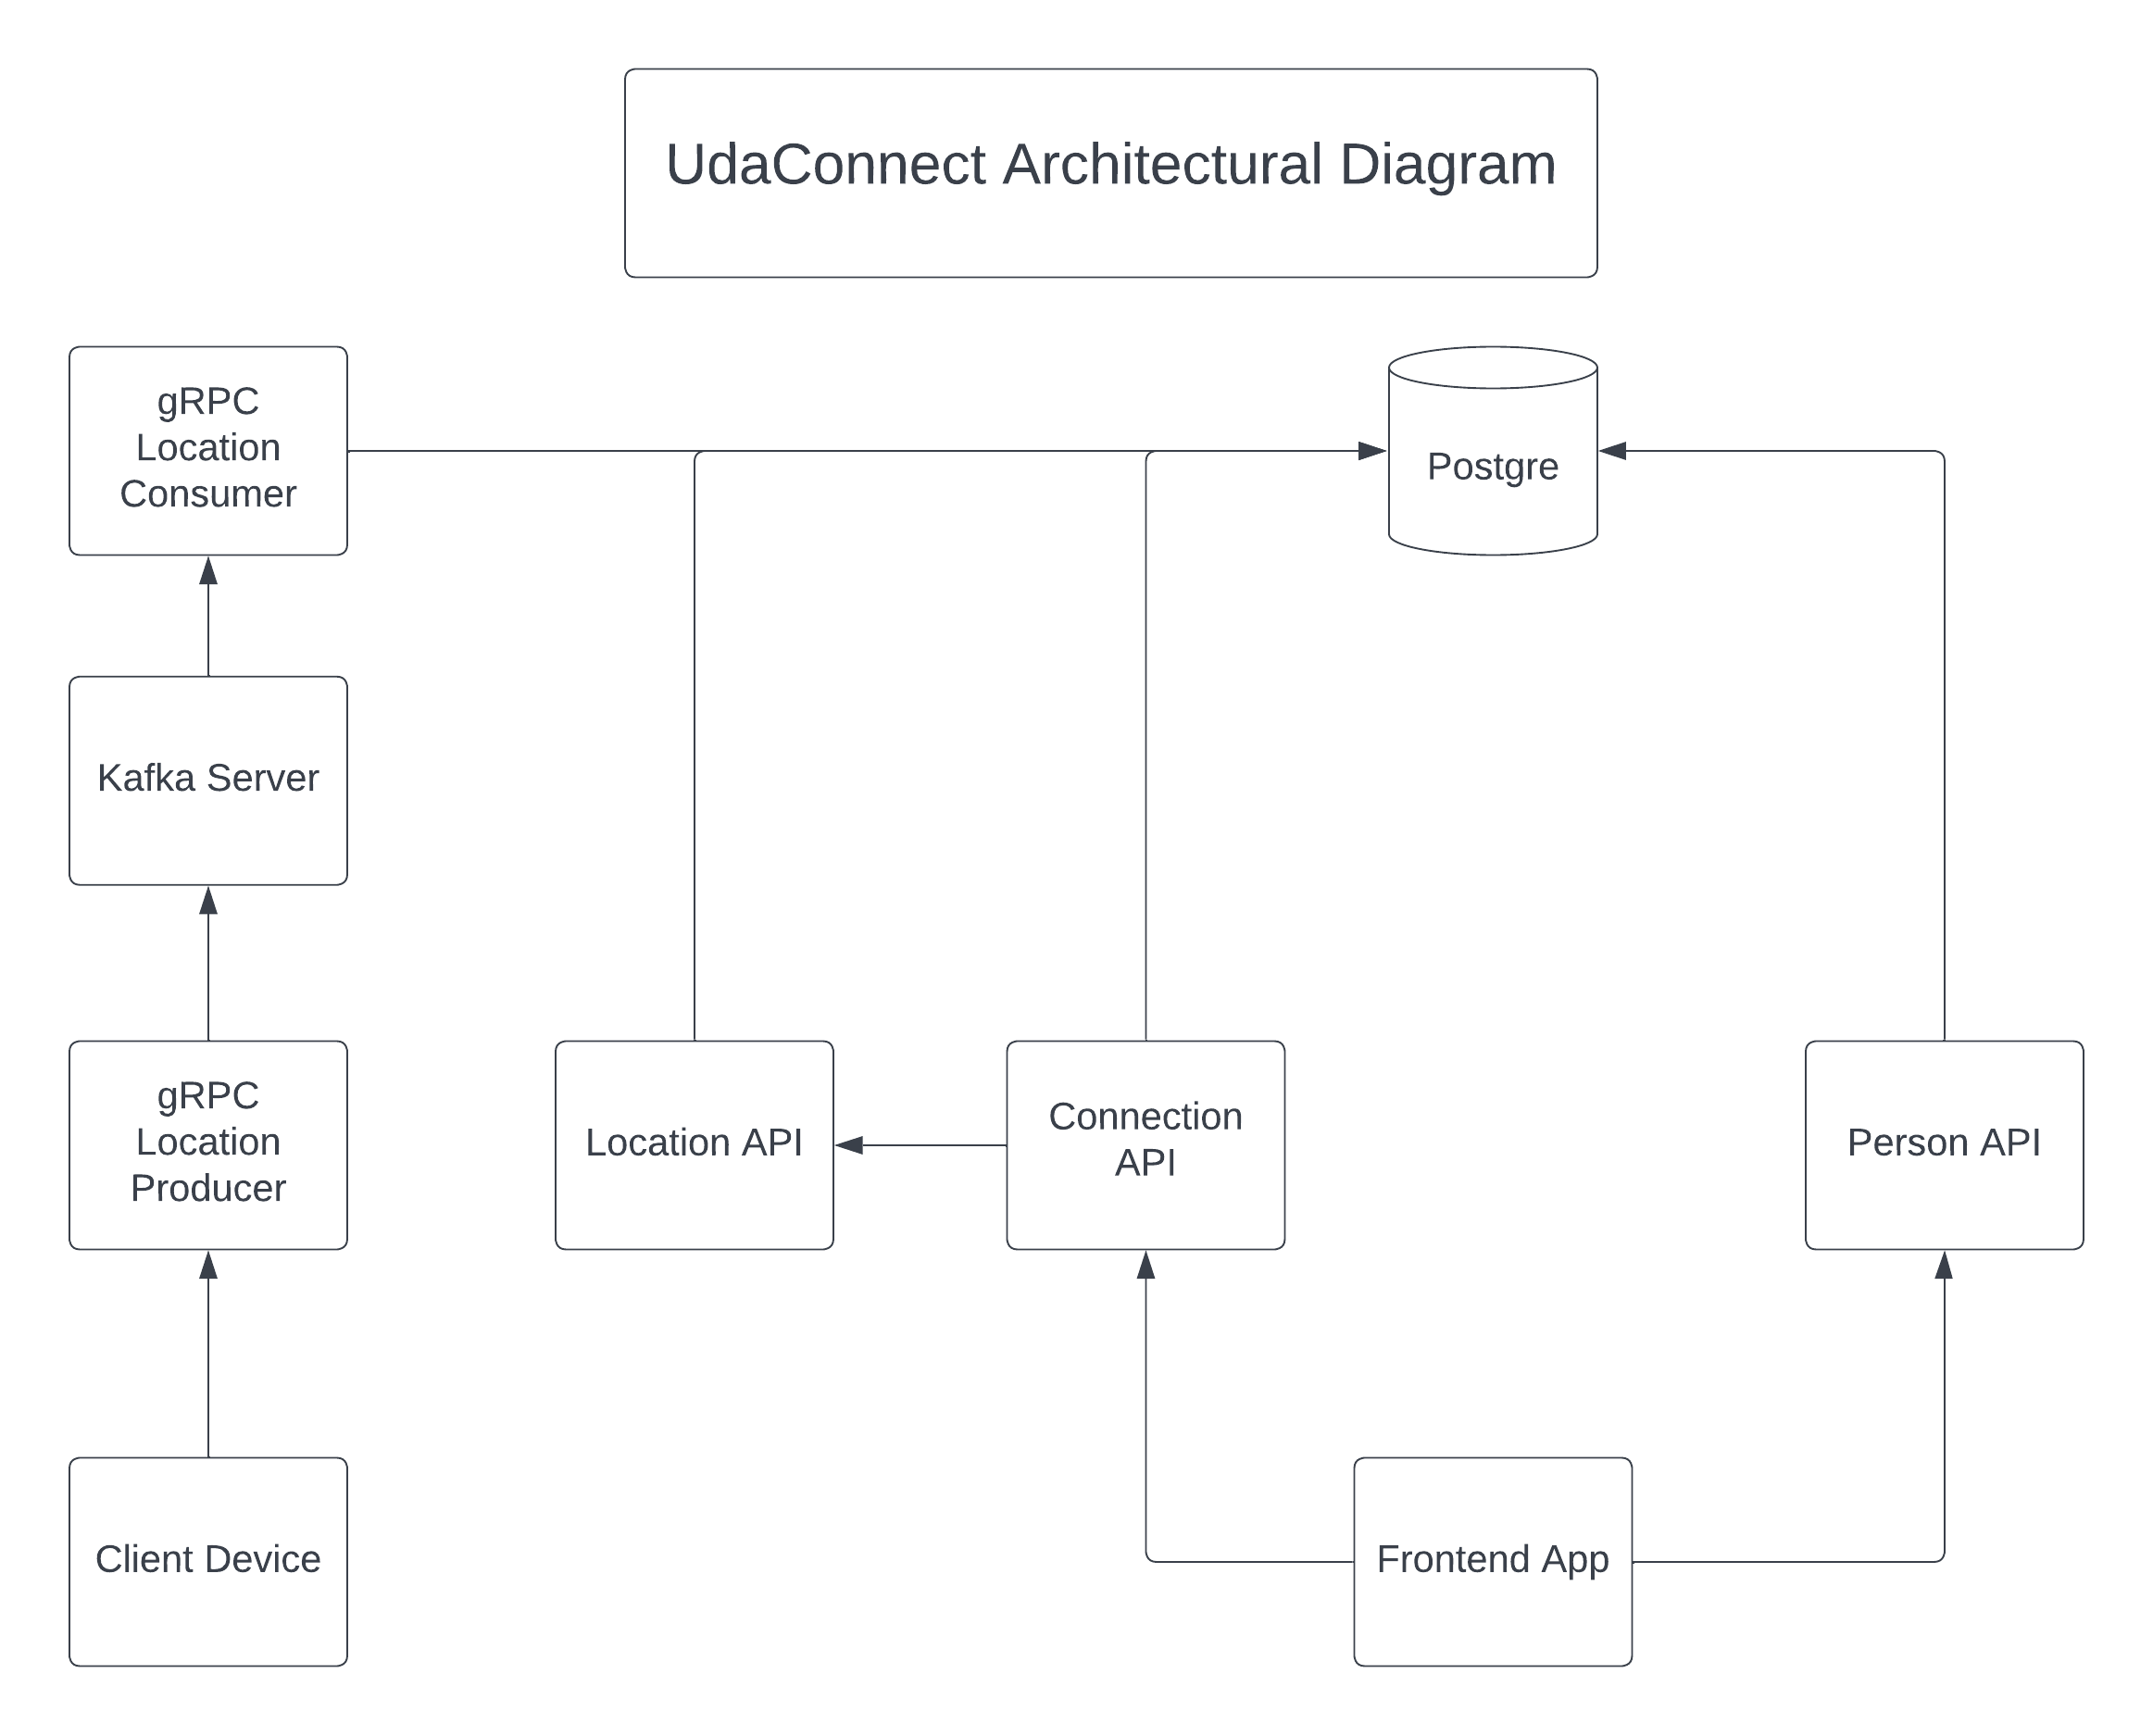 UdaConnect Architectural Diagram
gRPC
Location
Consumer
Postgre
Kafka Server
gRPC
Location
Producer
Location API
Connection
API
Person API
Client Device
Frontend App